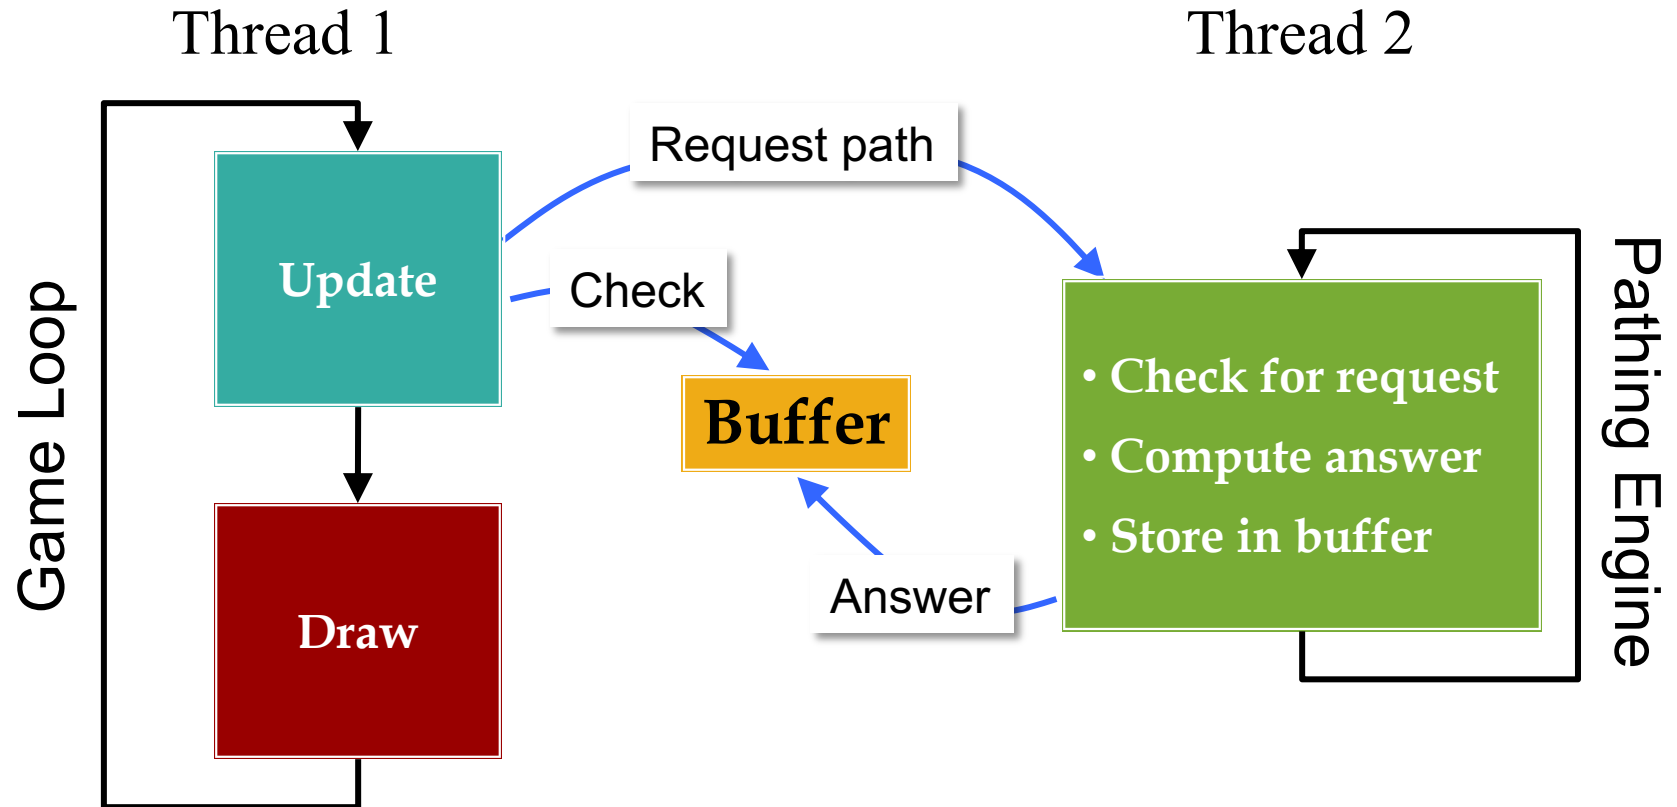 Thread 1
Thread 2
Game Loop
Update
Draw
Request path
Check
Buffer
Answer
• Check for request
• Compute answer
• Store in buffer
Pathing Engine